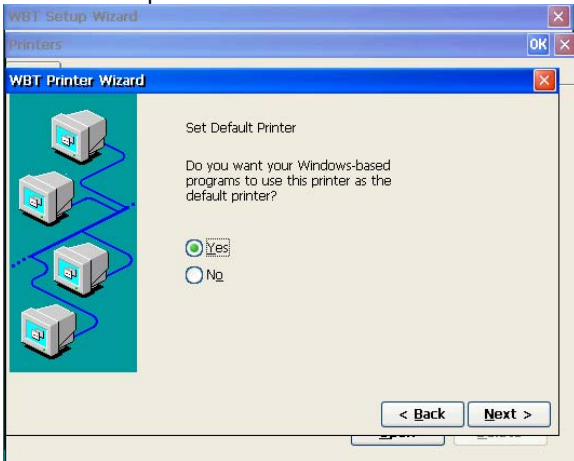 WBT Setup Wizard
Printers
OK
WBT Printer Wizard
Set Default Printer
Do you want your Windows-based
programs to use this printer as the
default printer?
Yes
No
< Back
Next >